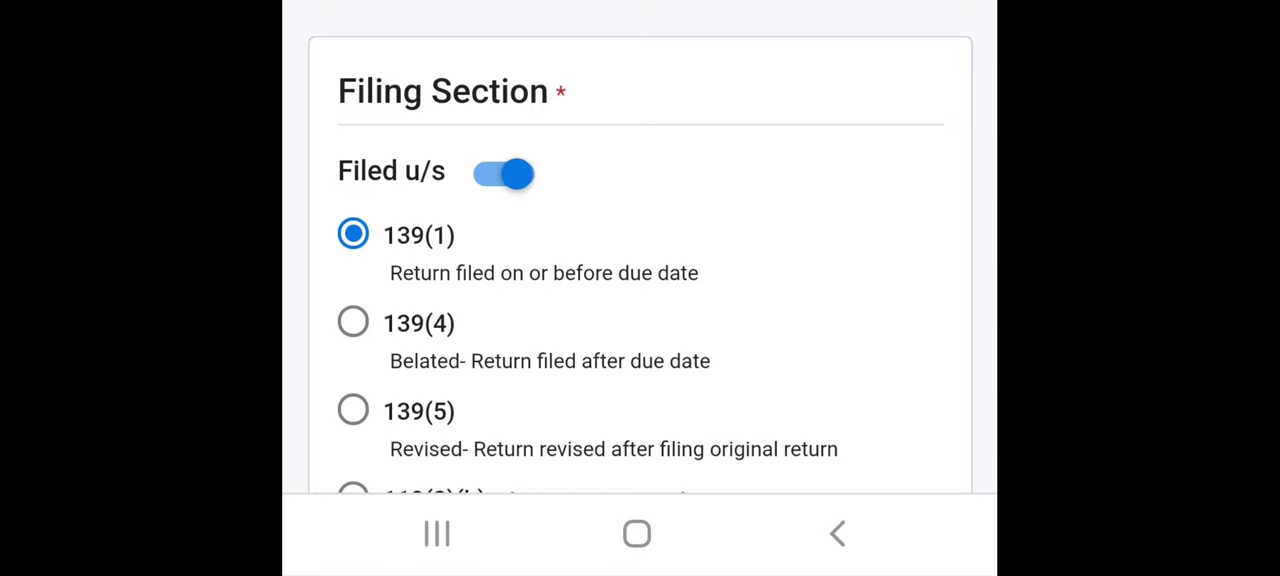 Filing Section *
Filed u/s
139(1)
Return filed on or before due date
139(4)
Belated- Return filed after due date
139(5)
Revised- Return revised after filing original return